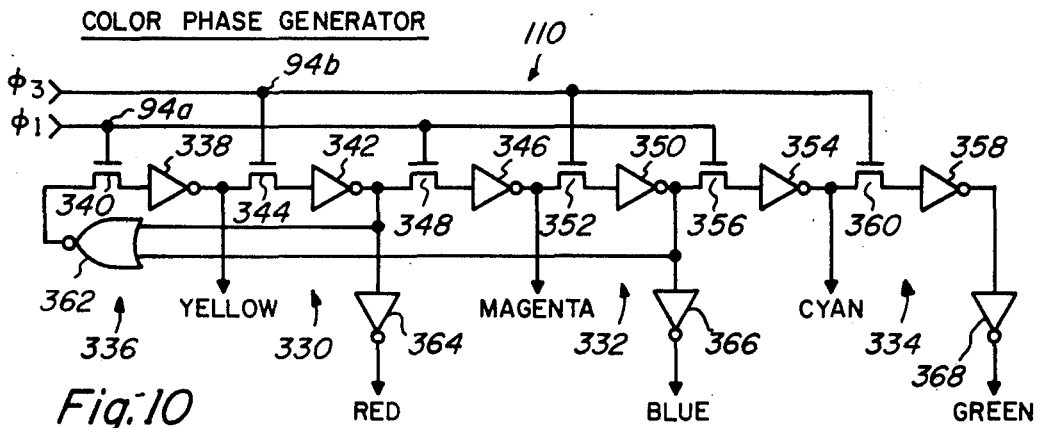 COLOR PHASE GENERATOR
110
94b
φ3
94a
φ1
338 342 346 350 354 358
340 344 348 352 356 360
362
YELLOW MAGENTA CYAN
336 330 364 332 366 334 368
Fig. 10
RED BLUE GREEN